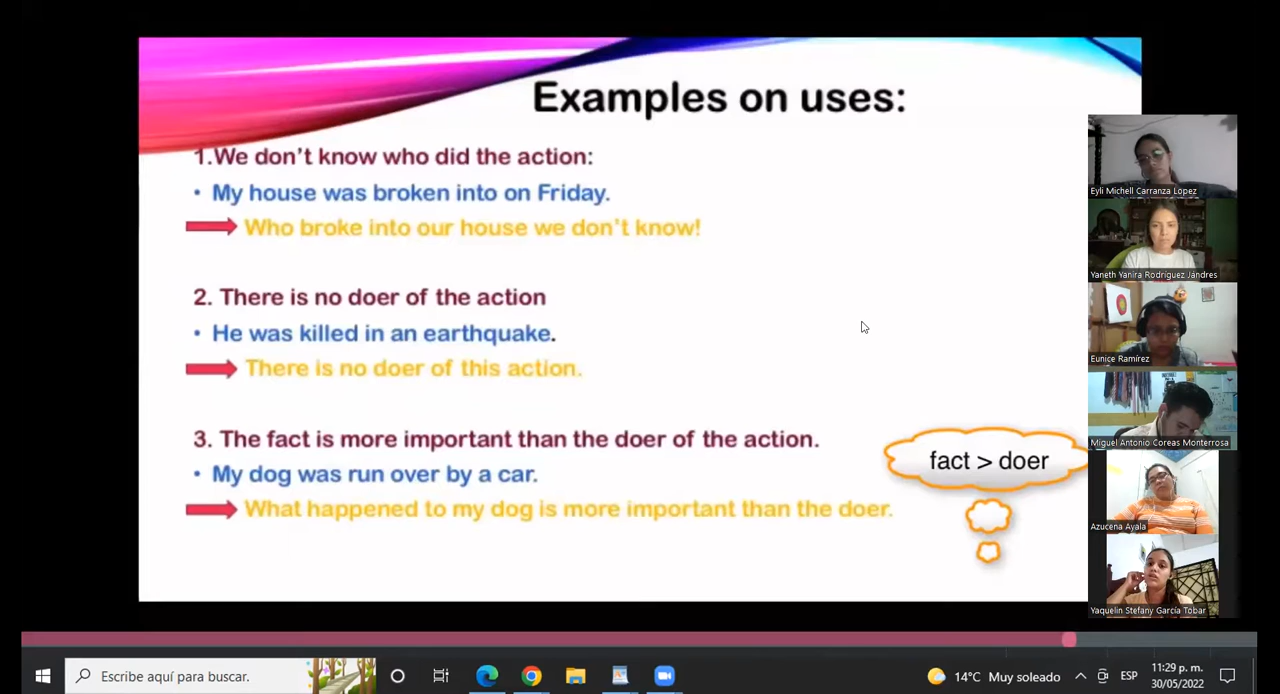 Examples on uses:
1.We don't know who did the action:
• My house was broken into on Friday.
Who broke into our house we don't know!
2. There is no doer of the action
• He was killed in an earthquake.
There is no doer of this action.
3. The fact is more important than the doer of the action.
• My dog was run over by a car.
What happened to my dog is more important than the doer.
fact > doer
Eyli Michell Carranza Lopez
Yaneth Yanira Rodríguez Jándres
Eunice Ramírez
Miguel Antonio Coreas Monterrosa
Azucena Ayala
Yaquelin Stefany García Tobar
Escribe aquí para buscar.
14°C Muy soleado
ESP
11:29 p. m.
30/05/2022